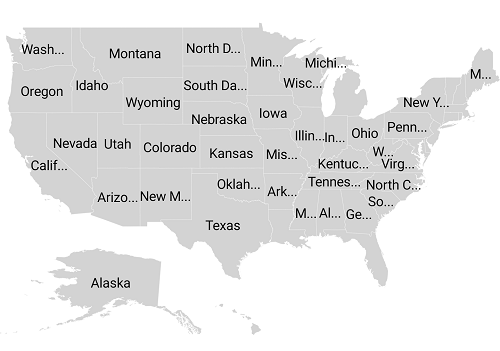 Wash...
Montana
North D...
Min...
Michi...
M...
Oregon
Idaho
South Da...
Wisc...
Wyoming
New Y...
Nebraska
Iowa
Nevada
Utah
Colorado
Kansas
Illin...
In...
Ohio
Penn...
Calif...
Mis...
Kentuc...
W...
Virg...
Arizo...
New M...
Oklah...
Ark...
Tennes...
North C...
So...
Texas
M...
Al...
Ge...
Alaska